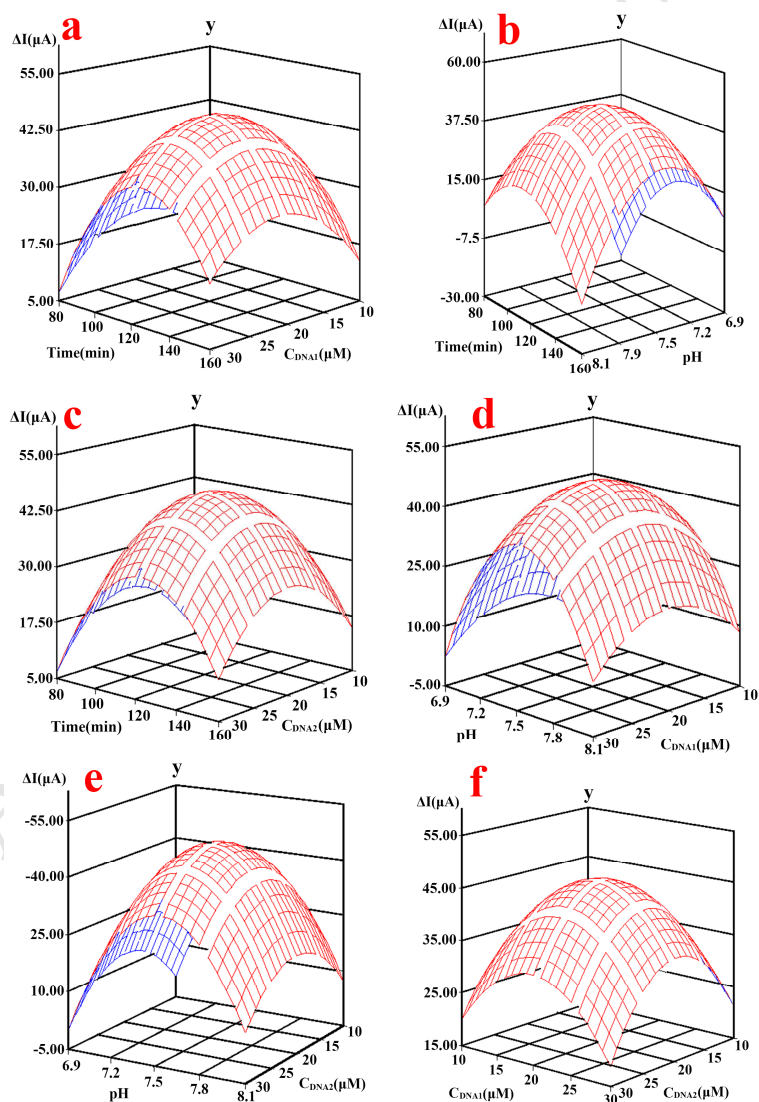 a
y
ΔI(μA)
55.00
42.50
30.00
17.50
5.00
80
100
120
140
160
Time(min)
30
25
20
15
10
CDNA1(μM)
b
y
ΔI(μA)
60.00
37.50
15.00
-7.5
-30.00
80
100
120
140
160
Time(min)
8.1
7.9
7.5
7.2
6.9
pH
c
y
ΔI(μA)
55.00
42.50
30.00
17.50
5.00
80
100
120
140
160
Time(min)
30
25
20
15
10
CDNA2(μM)
d
y
ΔI(μA)
55.00
40.00
25.00
10.00
-5.00
6.9
7.2
7.5
7.8
8.1
pH
30
25
20
15
10
CDNA1(μM)
e
y
ΔI(μA)
-55.00
-40.00
25.00
10.00
-5.00
6.9
7.2
7.5
7.8
8.1
pH
30
25
20
15
10
CDNA2(μM)
f
y
ΔI(μA)
55.00
45.00
35.00
25.00
15.00
10
15
20
25
30
CDNA1(μM)
25
20
15
10
CDNA2(μM)